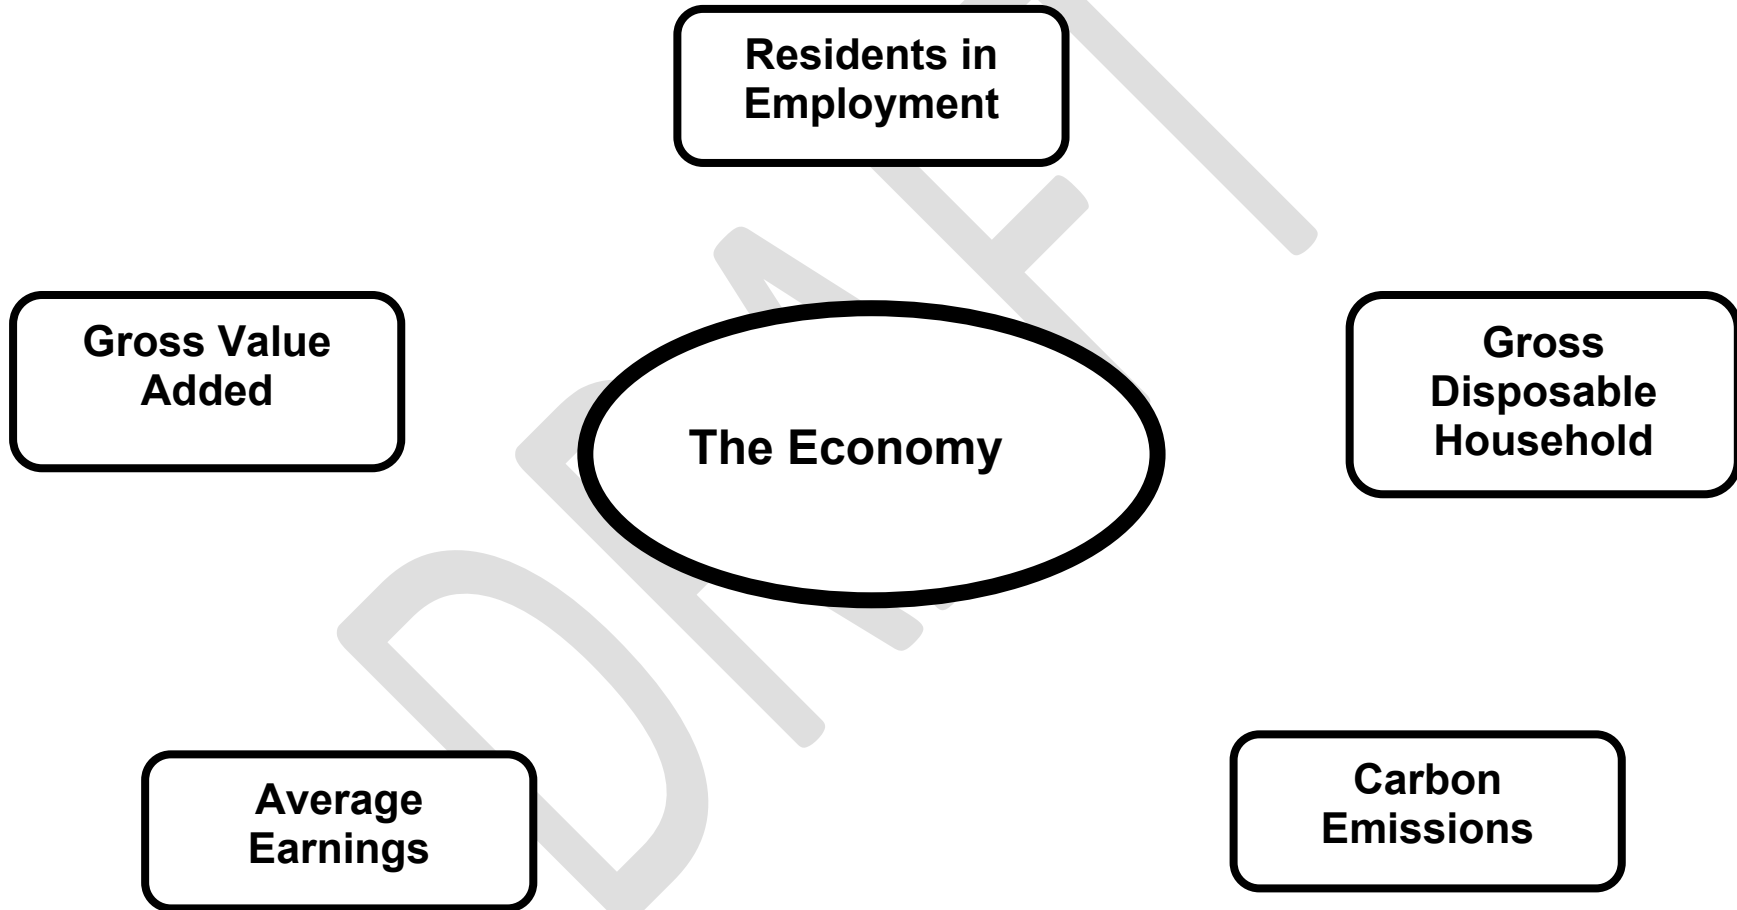 Residents in
Employment
Gross Value
Added
Gross
Disposable
Household
The Economy
Average
Earnings
Carbon
Emissions
DRAFT